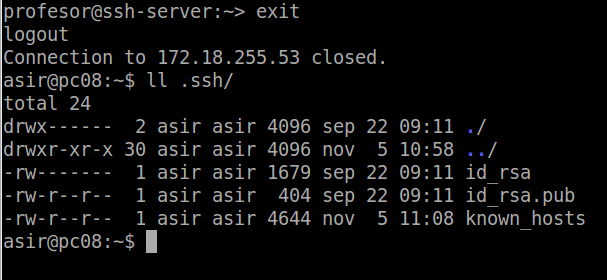 profesor@ssh-server:~> exit
logout
Connection to 172.18.255.53 closed.
asir@pc08:~$ ll .ssh/
total 24
drwx------  2 asir asir 4096 sep 22 09:11 ./
drwxr-xr-x 30 asir asir 4096 nov  5 10:58 ../
-rw-------  1 asir asir 1679 sep 22 09:11 id_rsa
-rw-r--r--  1 asir asir  404 sep 22 09:11 id_rsa.pub
-rw-r--r--  1 asir asir 4644 nov  5 11:08 known_hosts
asir@pc08:~$